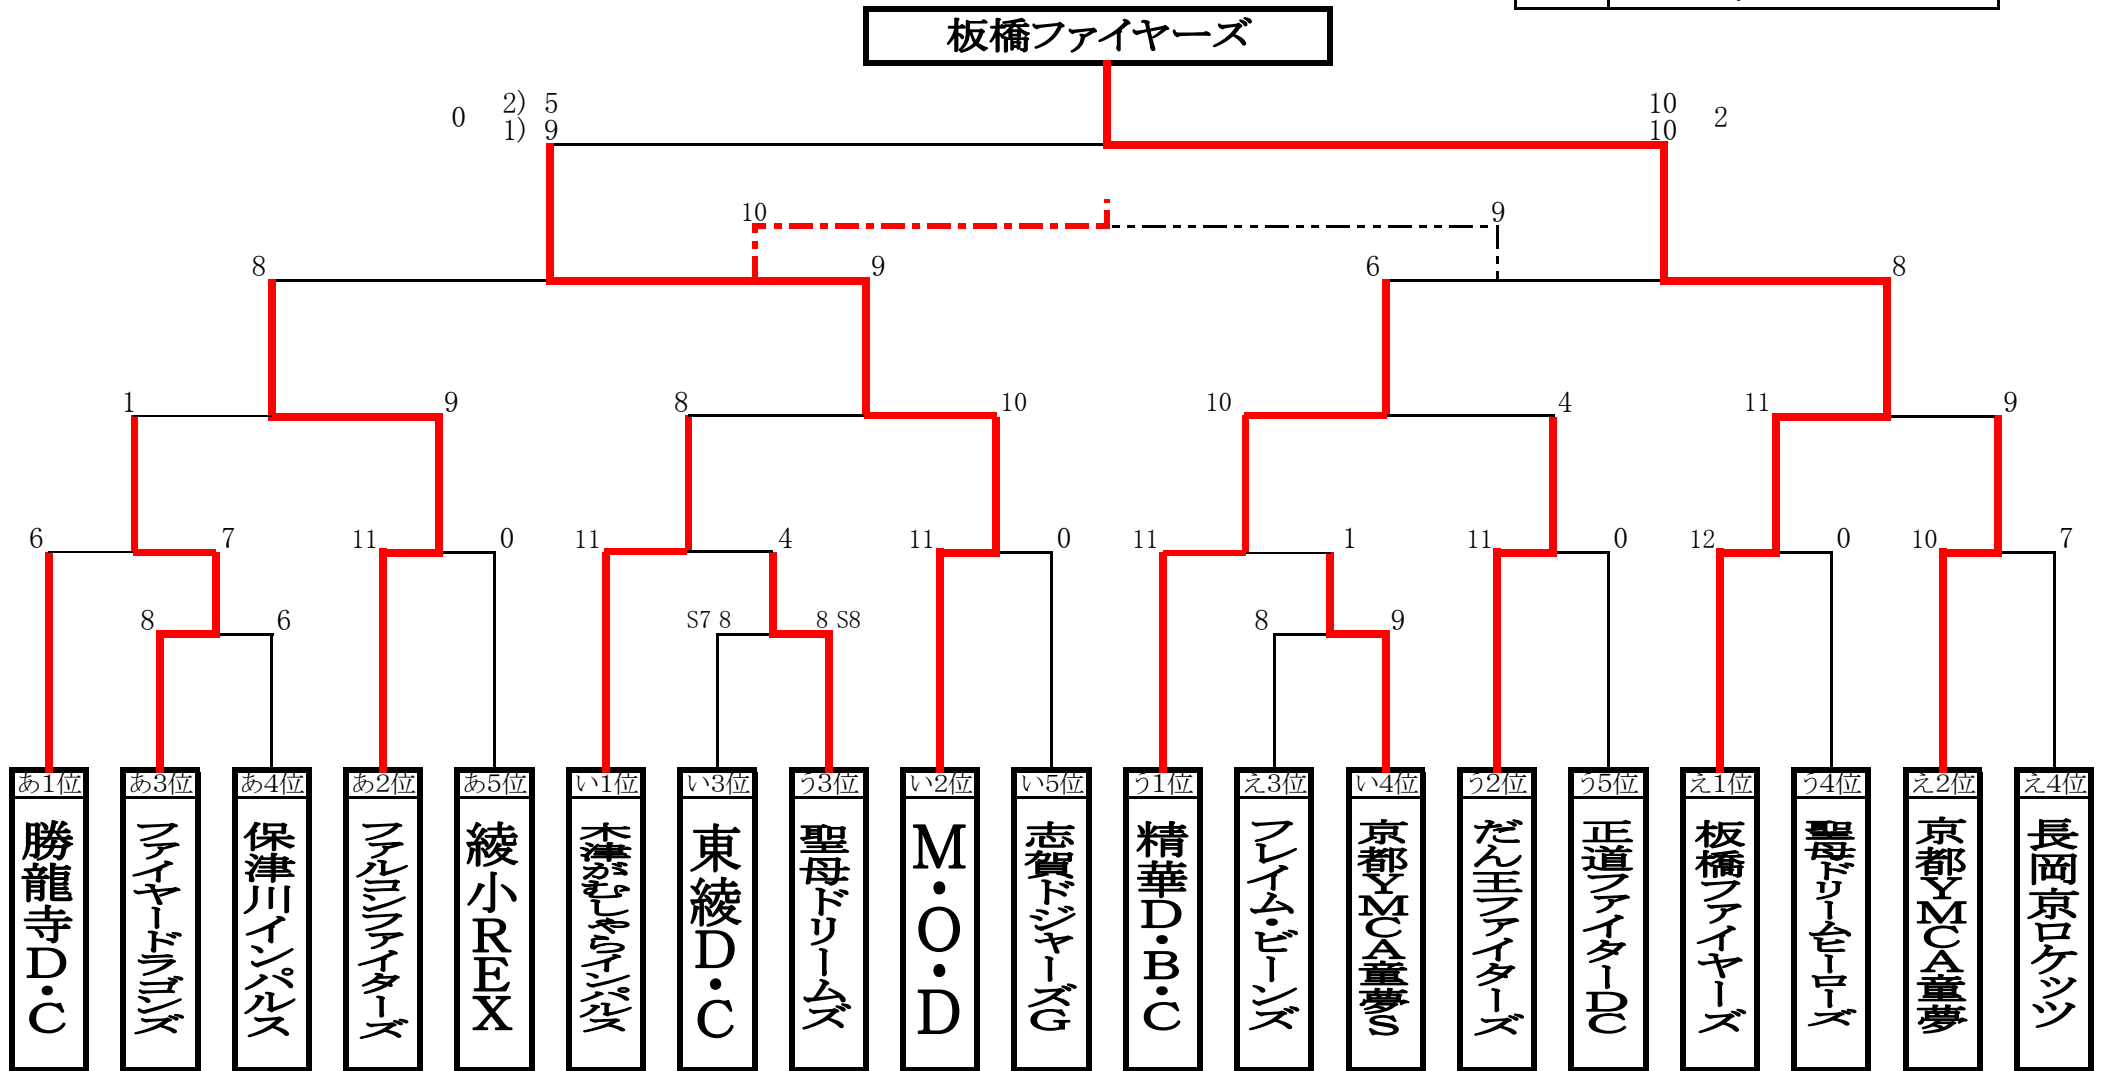 板橋ファイヤーズ
0 2) 5 10 2
1) 9 10
10 9
8 9 6 8
1 9 8 10 10 4 11 9
6 7 11 0 11 4 11 0 11 1 11 0 12 0 10 7
8 6 S7 8 8 S8 8 9
あ1位 あ3位 あ4位 あ2位 あ5位 い1位 い3位 う3位 い2位 い5位 う1位 え3位 い4位 う2位 う5位 え1位 う4位 え2位 え4位
勝龍寺D・C
ファイヤードラゴンズ
保津川インパルス
ファルコンファイターズ
綾小REX
木津がむしゃらインパルス
東綾D・C
聖母ドリームズ
M・O・D
志賀ドジャーズG
精華D・B・C
フレイム・ビーンズ
京都YMCA童夢S
だん王ファイターズ
正道ファイターDC
板橋ファイヤーズ
聖母ドリームヒーローズ
京都YMCA童夢
長岡京ロケッツ